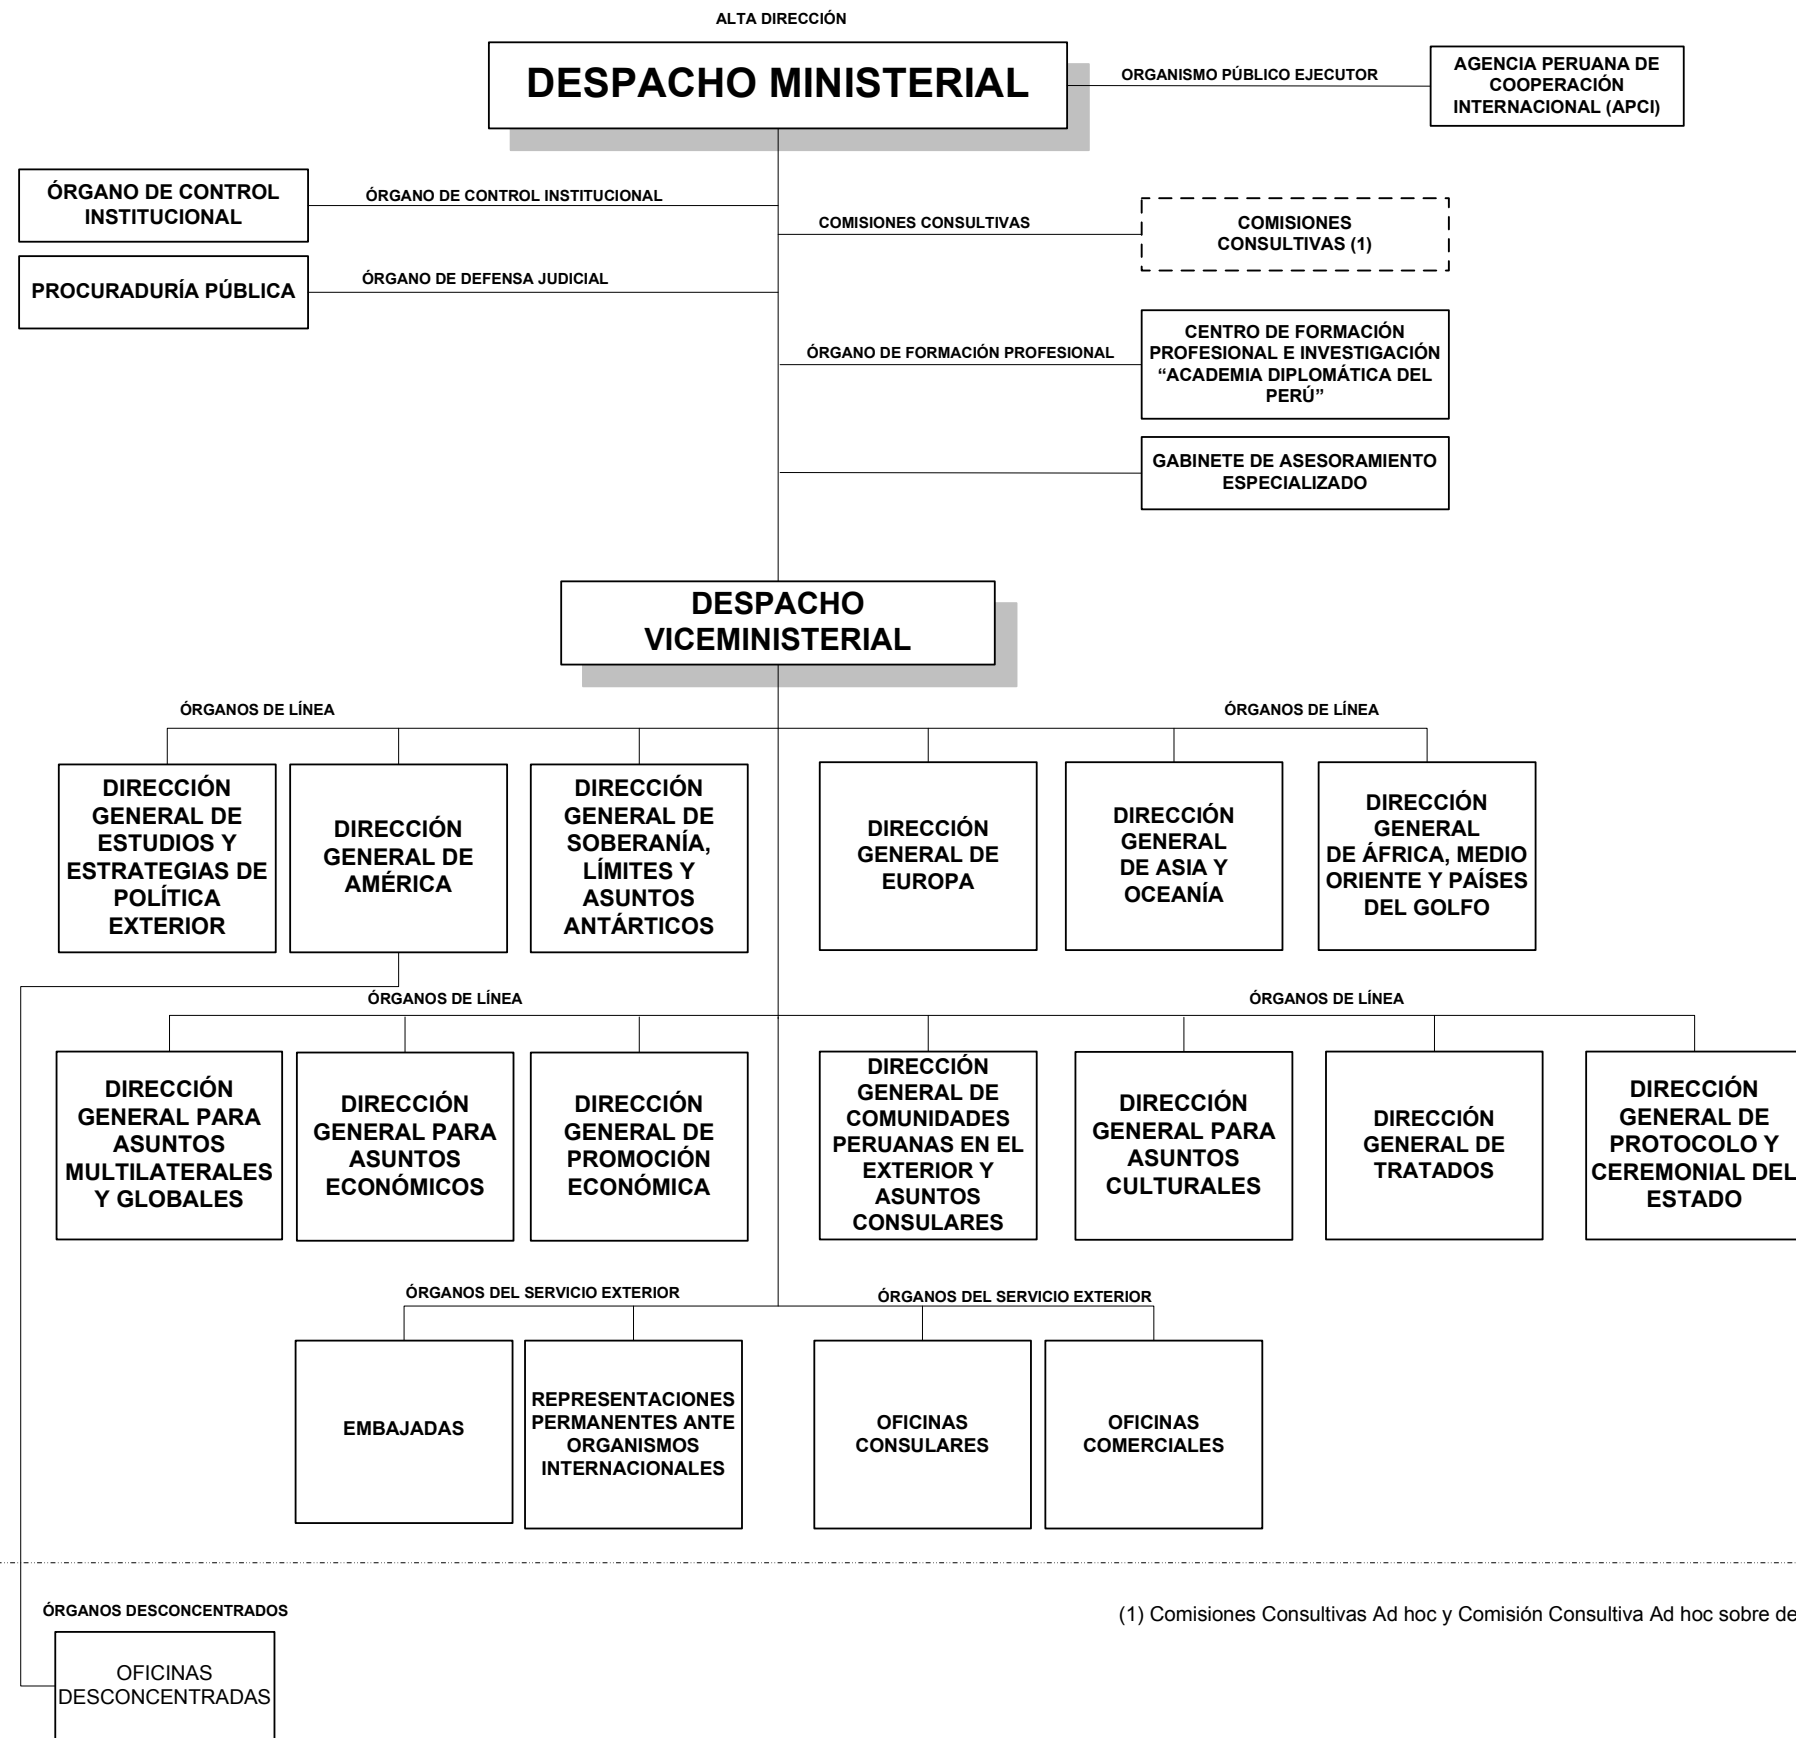 ALTA DIRECCIÓN
DESPACHO MINISTERIAL
ORGANISMO PÚBLICO EJECUTOR
AGENCIA PERUANA DE
COOPERACIÓN
INTERNACIONAL (APCI)
ÓRGANO DE CONTROL
INSTITUCIONAL
ÓRGANO DE CONTROL INSTITUCIONAL
COMISIONES CONSULTIVAS
COMISIONES
CONSULTIVAS (1)
PROCURADURÍA PÚBLICA
ÓRGANO DE DEFENSA JUDICIAL
ÓRGANO DE FORMACIÓN PROFESIONAL
CENTRO DE FORMACIÓN
PROFESIONAL E INVESTIGACIÓN
“ACADEMIA DIPLOMÁTICA DEL
PERÚ”
GABINETE DE ASESORAMIENTO
ESPECIALIZADO
DESPACHO
VICEMINISTERIAL
ÓRGANOS DE LÍNEA
ÓRGANOS DE LÍNEA
DIRECCIÓN
GENERAL DE
ESTUDIOS Y
ESTRATEGIAS DE
POLÍTICA
EXTERIOR
DIRECCIÓN
GENERAL DE
AMÉRICA
DIRECCIÓN
GENERAL DE
SOBERANÍA,
LÍMITES Y
ASUNTOS
ANTÁRTICOS
DIRECCIÓN
GENERAL DE
EUROPA
DIRECCIÓN
GENERAL
DE ASIA Y
OCEANÍA
DIRECCIÓN
GENERAL
DE ÁFRICA, MEDIO
ORIENTE Y PAÍSES
DEL GOLFO
ÓRGANOS DE LÍNEA
ÓRGANOS DE LÍNEA
DIRECCIÓN
GENERAL PARA
ASUNTOS
MULTILATERALES
Y GLOBALES
DIRECCIÓN
GENERAL PARA
ASUNTOS
ECONÓMICOS
DIRECCIÓN
GENERAL DE
PROMOCIÓN
ECONÓMICA
DIRECCIÓN
GENERAL DE
COMUNIDADES
PERUANAS EN EL
EXTERIOR Y
ASUNTOS
CONSULARES
DIRECCIÓN
GENERAL PARA
ASUNTOS
CULTURALES
DIRECCIÓN
GENERAL DE
TRATADOS
DIRECCIÓN
GENERAL DE
PROTOCOLO Y
CEREMONIAL DEL
ESTADO
ÓRGANOS DEL SERVICIO EXTERIOR
ÓRGANOS DEL SERVICIO EXTERIOR
EMBAJADAS
REPRESENTACIONES
PERMANENTES ANTE
ORGANISMOS
INTERNACIONALES
OFICINAS
CONSULARES
OFICINAS
COMERCIALES
ÓRGANOS DESCONCENTRADOS
(1) Comisiones Consultivas Ad hoc y Comisión Consultiva Ad hoc sobre de
OFICINAS
DESCONCENTRADAS